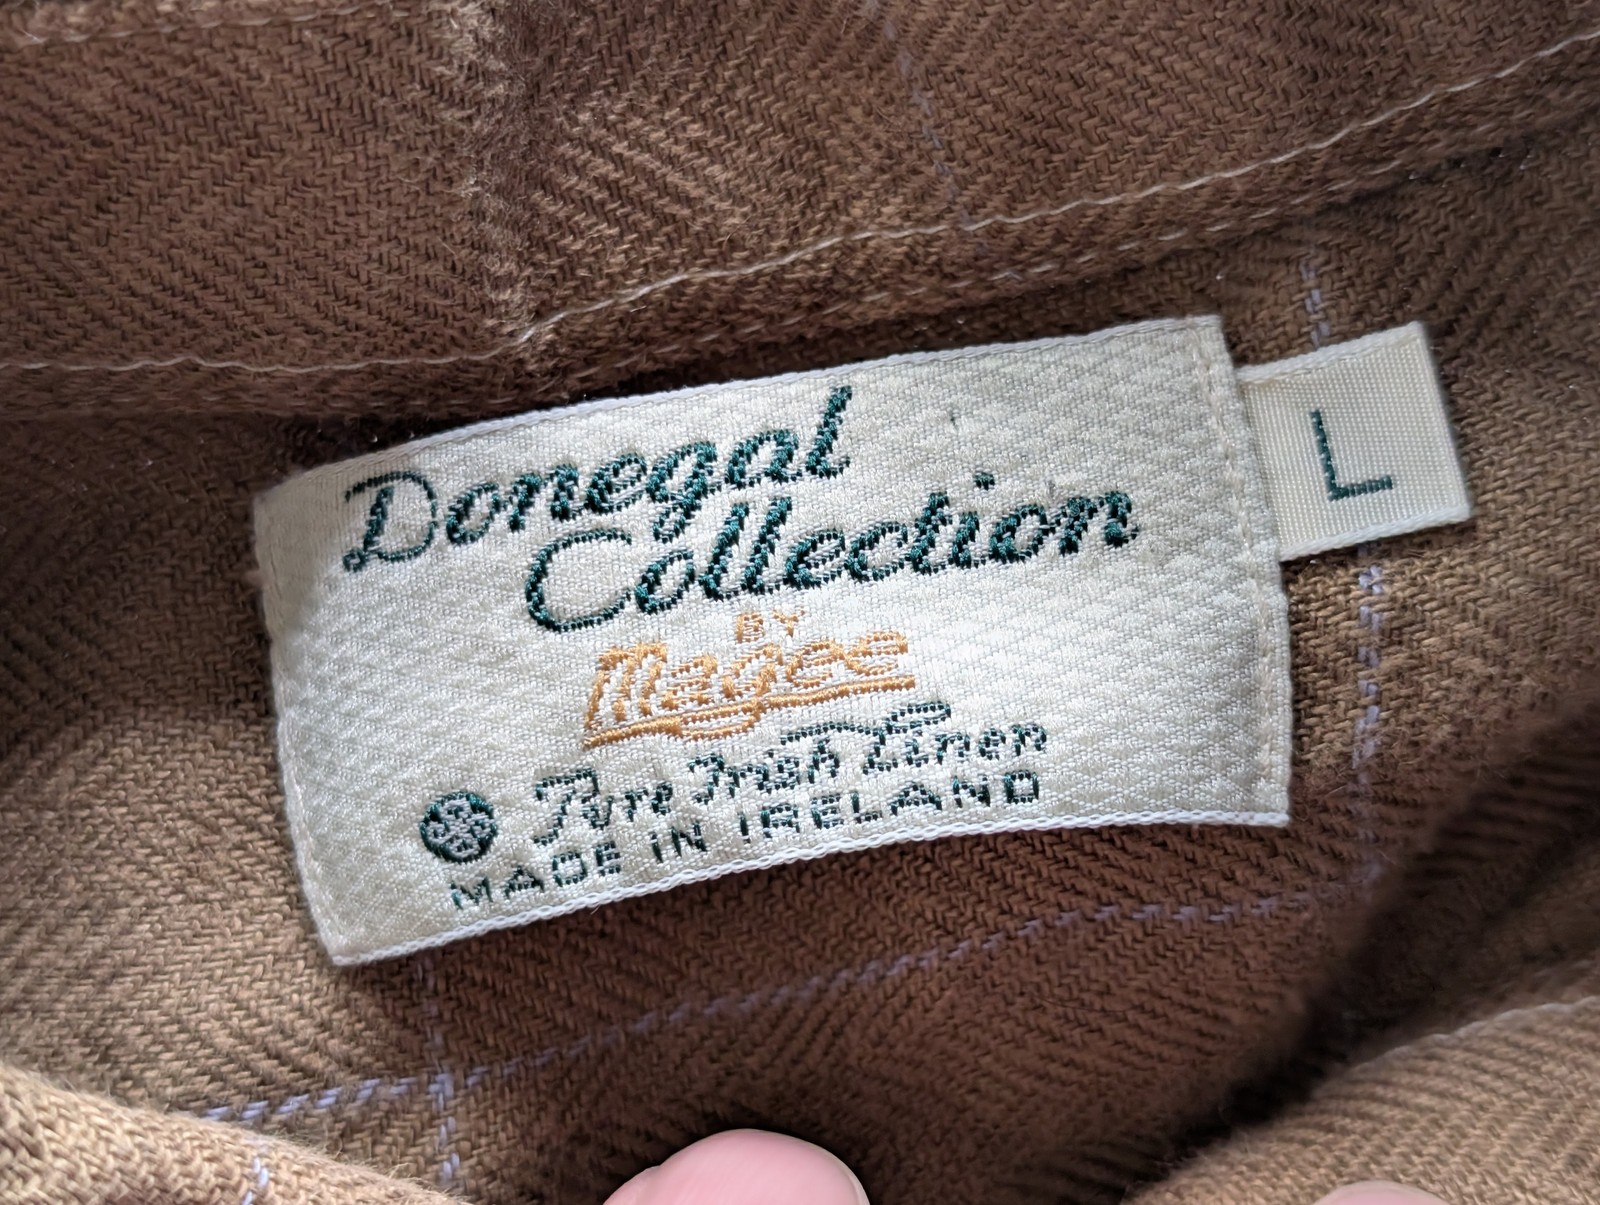 Donegal
Collection
BY
Magee
Pure Irish Linen
MADE IN IRELAND
L